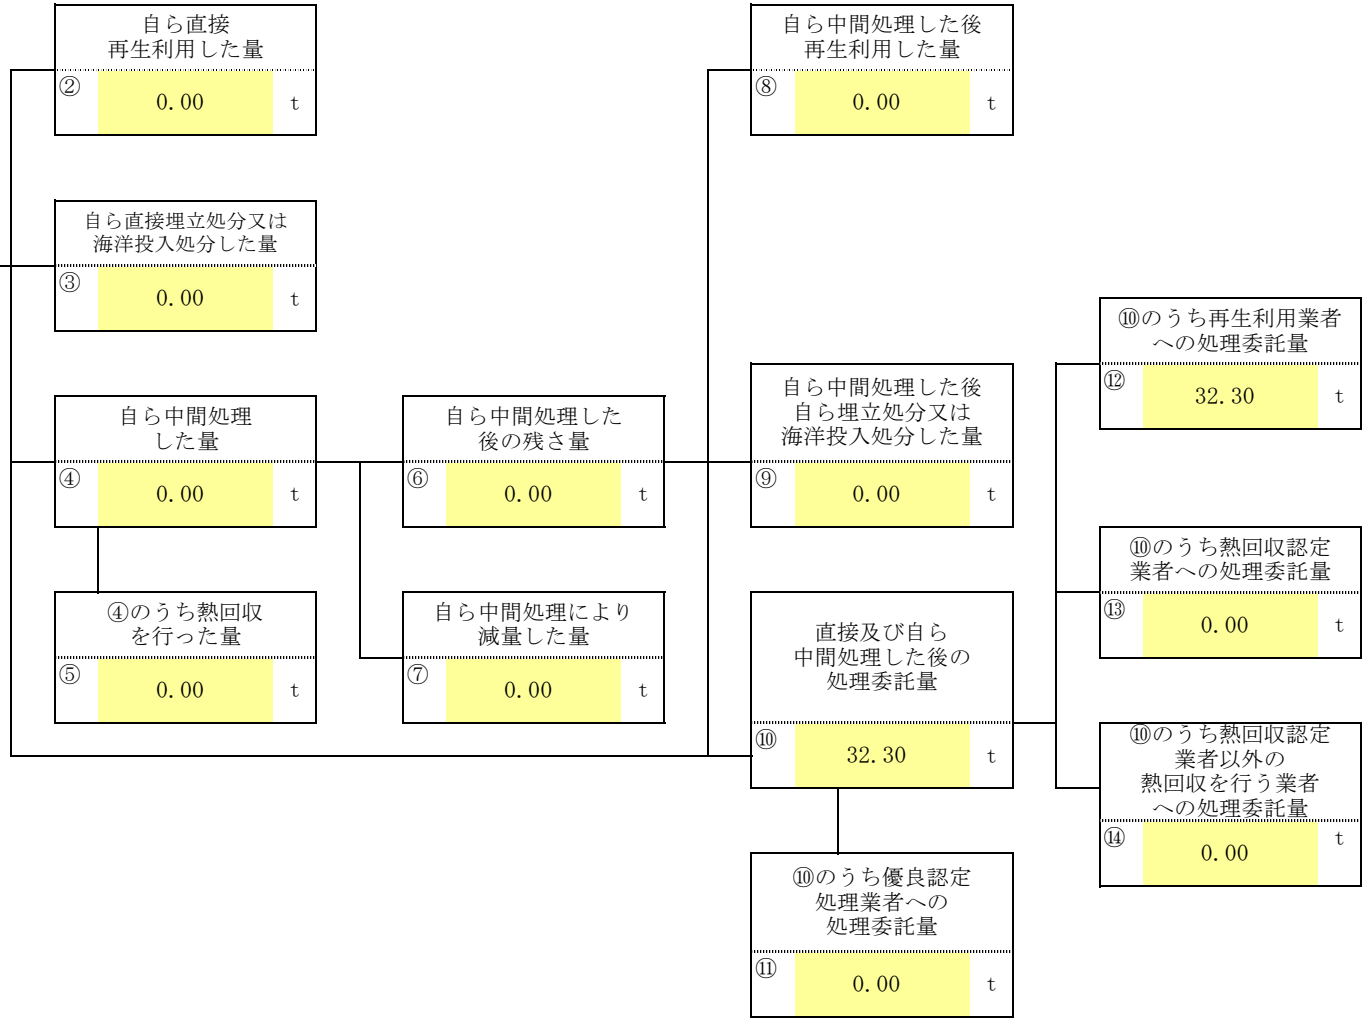 自ら直接
再生利用した量
②
0.00
t
自ら直接埋立処分又は
海洋投入処分した量
③
0.00
t
自ら中間処理
した量
④
0.00
t
④のうち熱回収
を行った量
⑤
0.00
t
自ら中間処理した
後の残さ量
⑥
0.00
t
自ら中間処理により
減量した量
⑦
0.00
t
自ら中間処理した後
再生利用した量
⑧
0.00
t
自ら中間処理した後
自ら埋立処分又は
海洋投入処分した量
⑨
0.00
t
直接及び自ら
中間処理した後の
処理委託量
⑩
32.30
t
⑩のうち優良認定
処理業者への
処理委託量
⑪
0.00
t
⑩のうち再生利用業者
への処理委託量
⑫
32.30
t
⑩のうち熱回収認定
業者への処理委託量
⑬
0.00
t
⑩のうち熱回収認定
業者以外の
熱回収を行う業者
への処理委託量
⑭
0.00
t